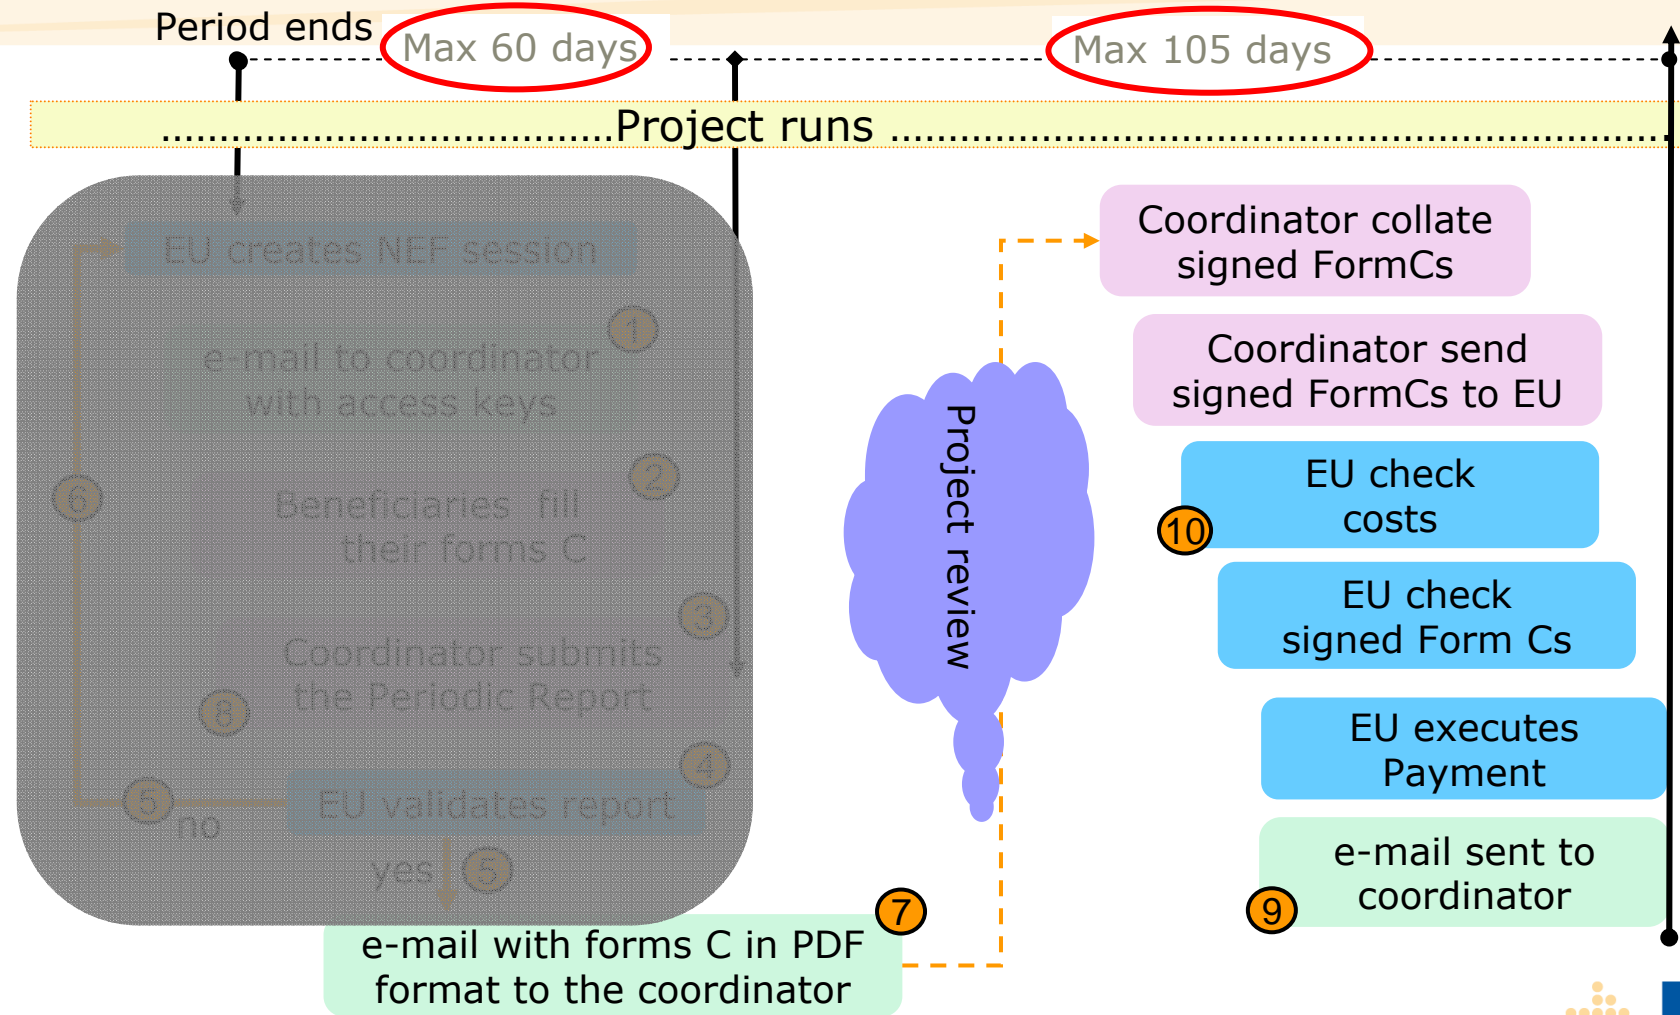 Period ends
Max 60 days
Max 105 days
....................................Project runs ...................................................................
EU creates NEF session
1
e-mail to coordinator
with access keys
2
Beneficiaries fill
their forms C
6
3
Coordinator submits
the Periodic Report
8
4
EU validates report
5
no
yes
5
7
e-mail with forms C in PDF
format to the coordinator
Project review
Coordinator collate
signed FormCs
Coordinator send
signed FormCs to EU
EU check
costs
10
EU check
signed Form Cs
EU executes
Payment
e-mail sent to
coordinator
9